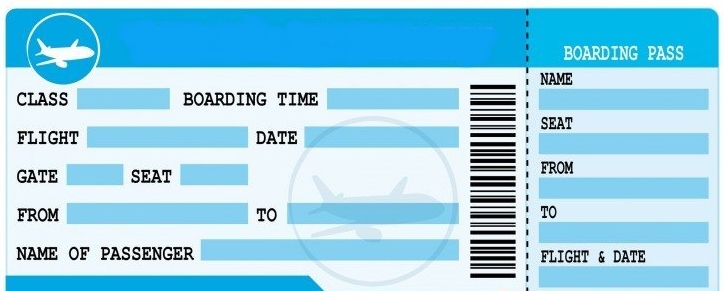 CLASS BOARDING TIME
FLIGHT DATE
GATE SEAT
FROM TO
NAME OF PASSENGER
BOARDING PASS
NAME
SEAT
FROM
TO
FLIGHT & DATE